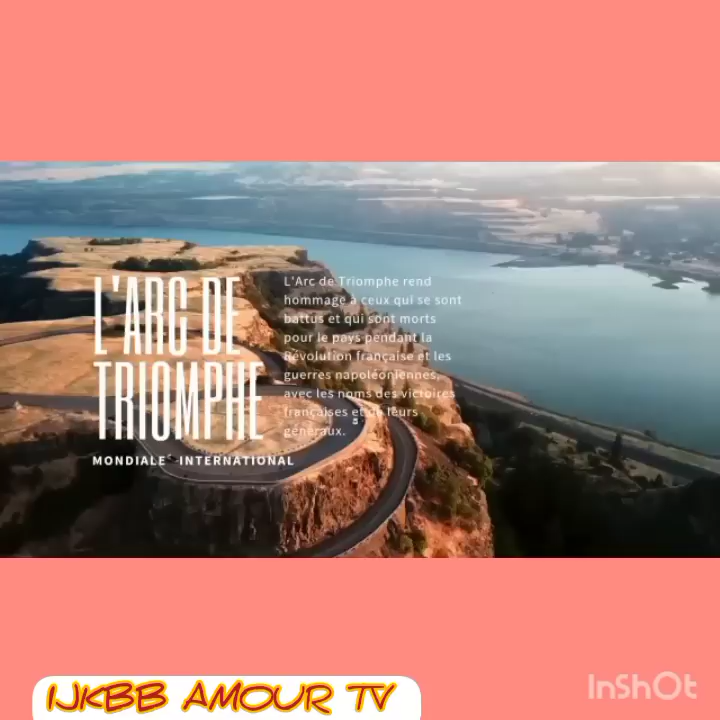 L'ARC DE
TRIOMPHE
MONDIALE INTERNATIONAL
L'Arc de Triomphe rend
hommage à ceux qui se sont
battus et qui sont morts
pour le pays pendant la
Révolution française et les
guerres napoléoniennes,
avec les noms des victoires
françaises et de leurs
généraux.
IJKBB AMOUR TV
InShOt